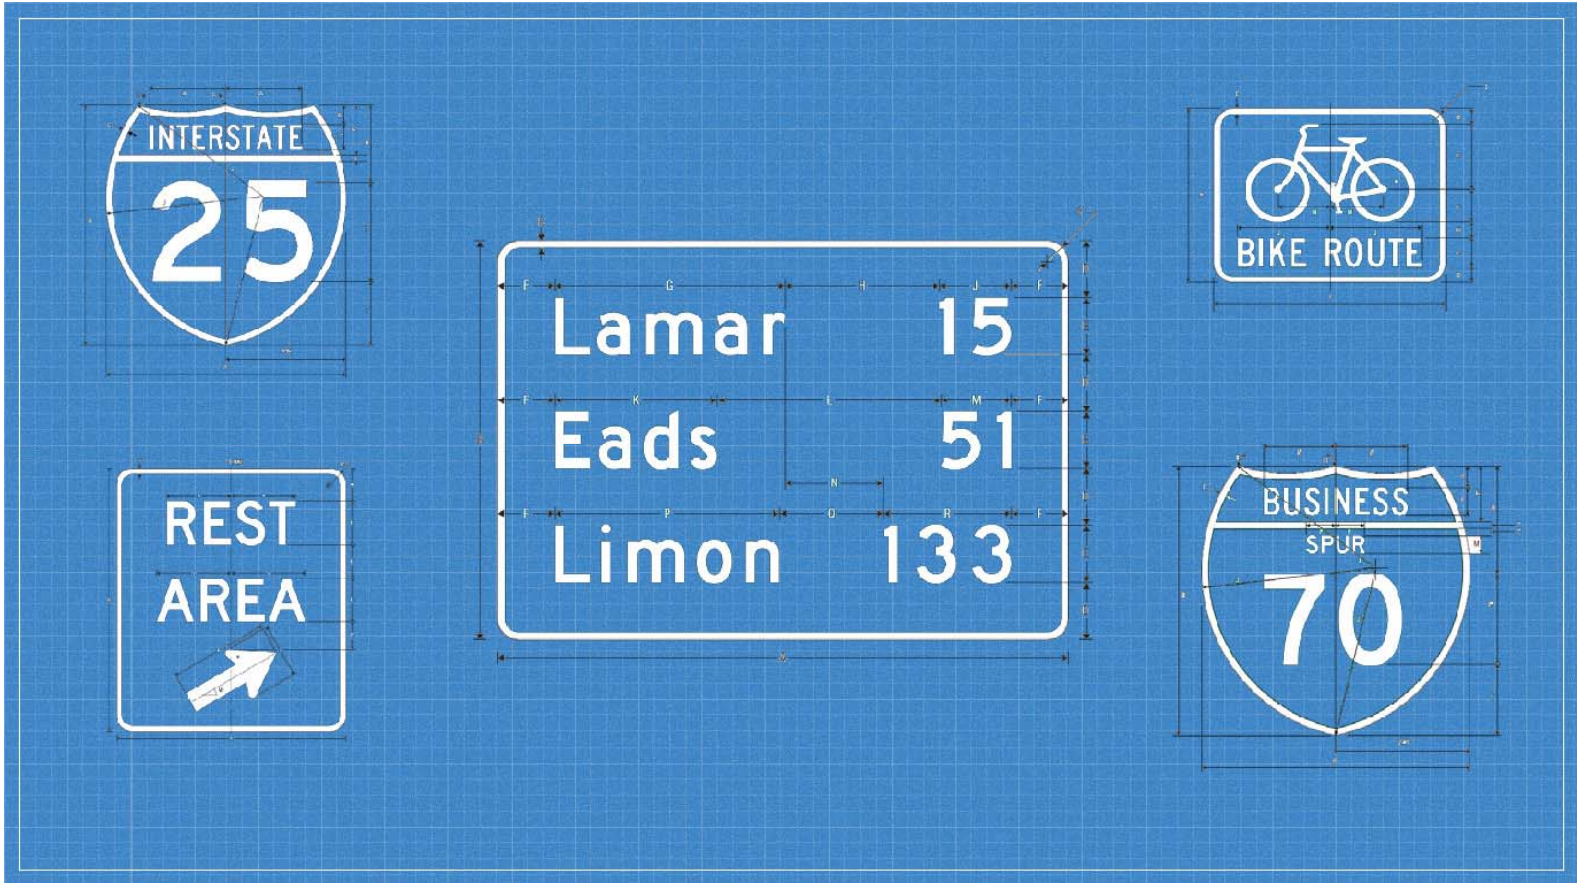 INTERSTATE
25
REST
AREA
F G H J F
Lamar 15
F K L M F
Eads 51
N
F P Q R F
Limon 133
BIKE ROUTE
BUSINESS
SPUR
M
70